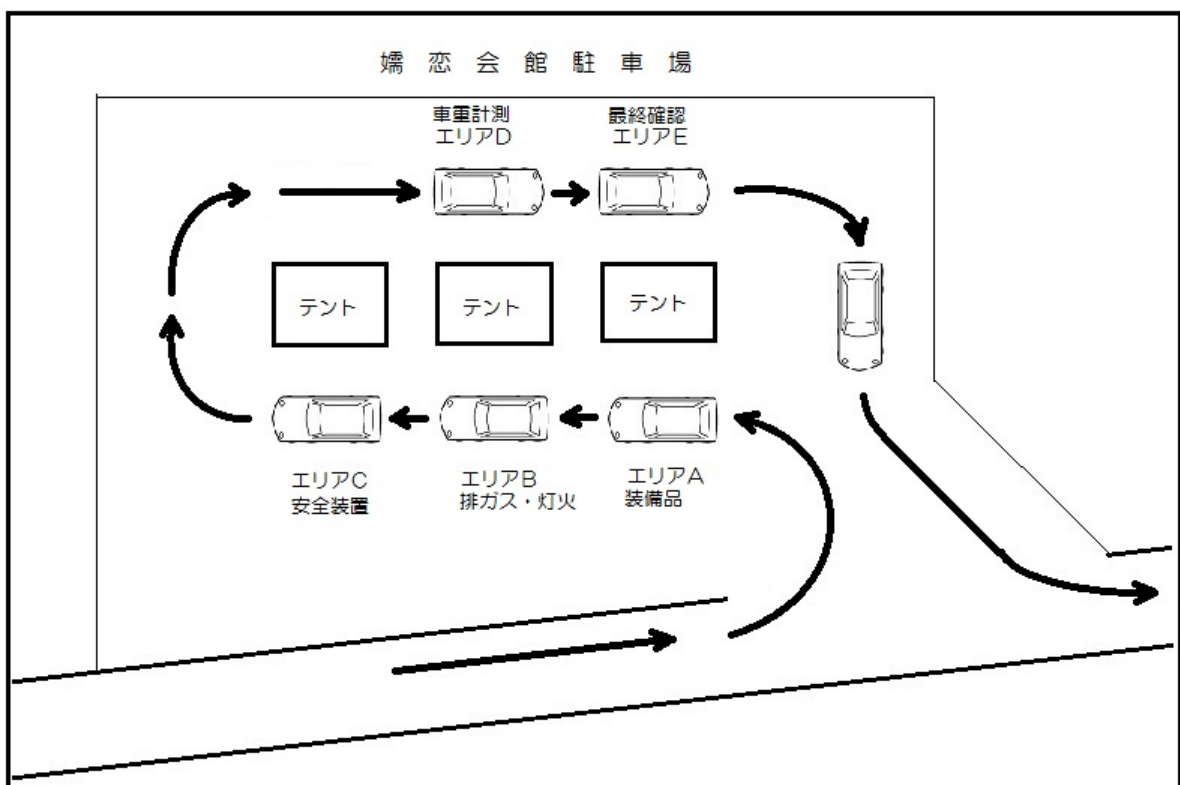 嬬恋会館駐車場
車重計測
エリアD
最終確認
エリアE
テント
テント
テント
エリアC
安全装置
エリアB
排ガス・灯火
エリアA
装備品